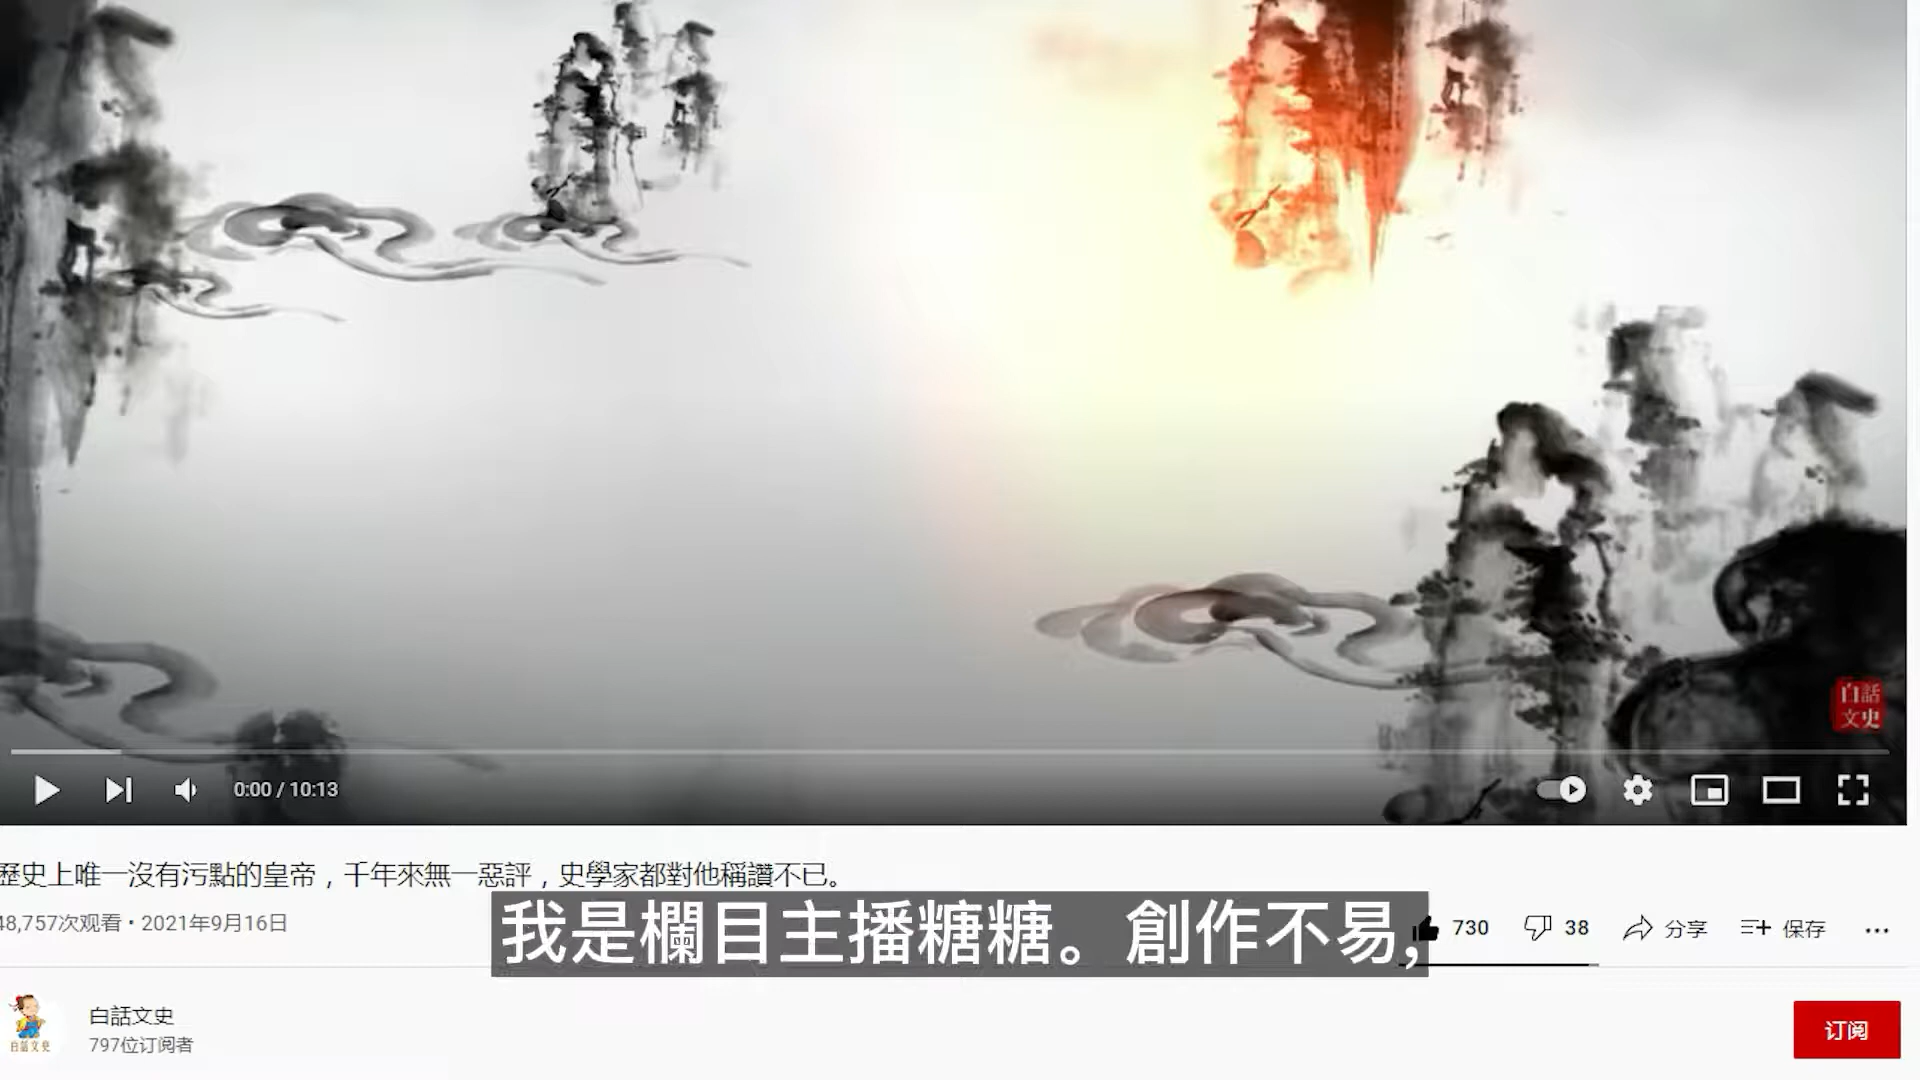 白話
文史
0:00 / 10:13
歷史上唯一沒有污點的皇帝，千年來無一惡評，史學家都對他稱讚不已。
48,757次观看 • 2021年9月16日
我是欄目主播糖糖。創作不易,
730
38
分享
保存
白話文史
白話文史
797位订阅者
订阅